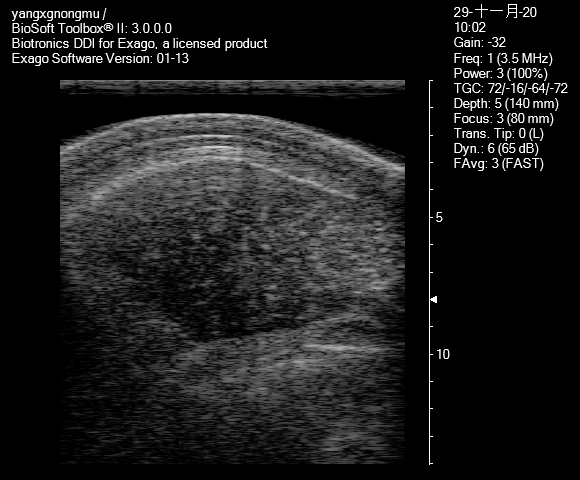 yangxgnongmu /
BioSoft Toolbox® II: 3.0.0.0
Biotronics DDI for Exago, a licensed product
Exago Software Version: 01-13
29-十一月-20
10:02
Gain: -32
Freq: 1 (3.5 MHz)
Power: 3 (100%)
TGC: 72/-16/-64/-72
Depth: 5 (140 mm)
Focus: 3 (80 mm)
Trans. Tip: 0 (L)
Dyn.: 6 (65 dB)
FAvg: 3 (FAST)
5
10